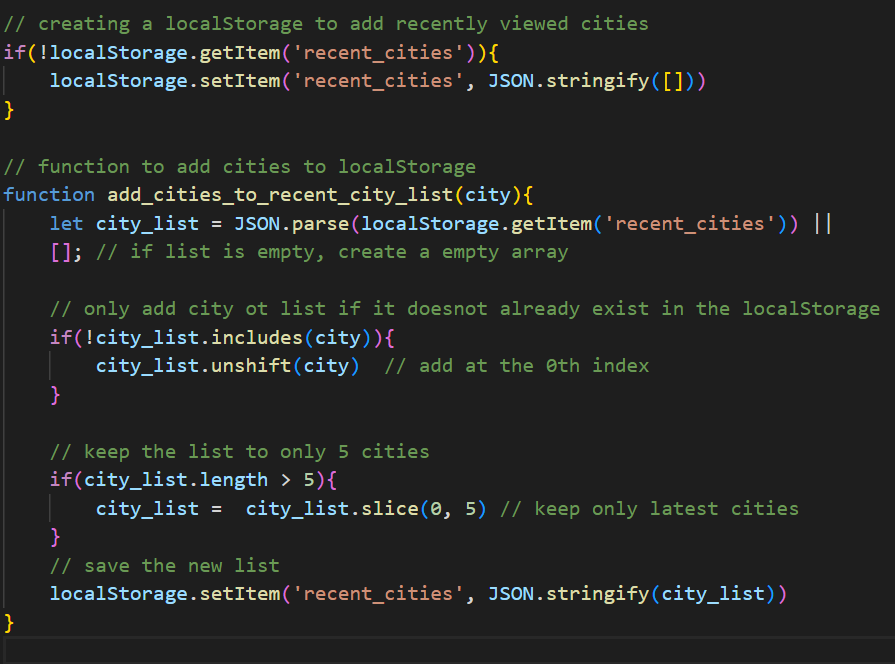 // creating a localStorage to add recently viewed cities
if(!localStorage.getItem('recent_cities')){
    localStorage.setItem('recent_cities', JSON.stringify([]))
}

// function to add cities to localStorage
function add_cities_to_recent_city_list(city){
    let city_list = JSON.parse(localStorage.getItem('recent_cities')) ||
    []; // if list is empty, create a empty array

    // only add city ot list if it doesnot already exist in the localStorage
    if(!city_list.includes(city)){
        city_list.unshift(city)  // add at the 0th index
    }

    // keep the list to only 5 cities
    if(city_list.length > 5){
        city_list =  city_list.slice(0, 5) // keep only latest cities
    }
    // save the new list
    localStorage.setItem('recent_cities', JSON.stringify(city_list))
}